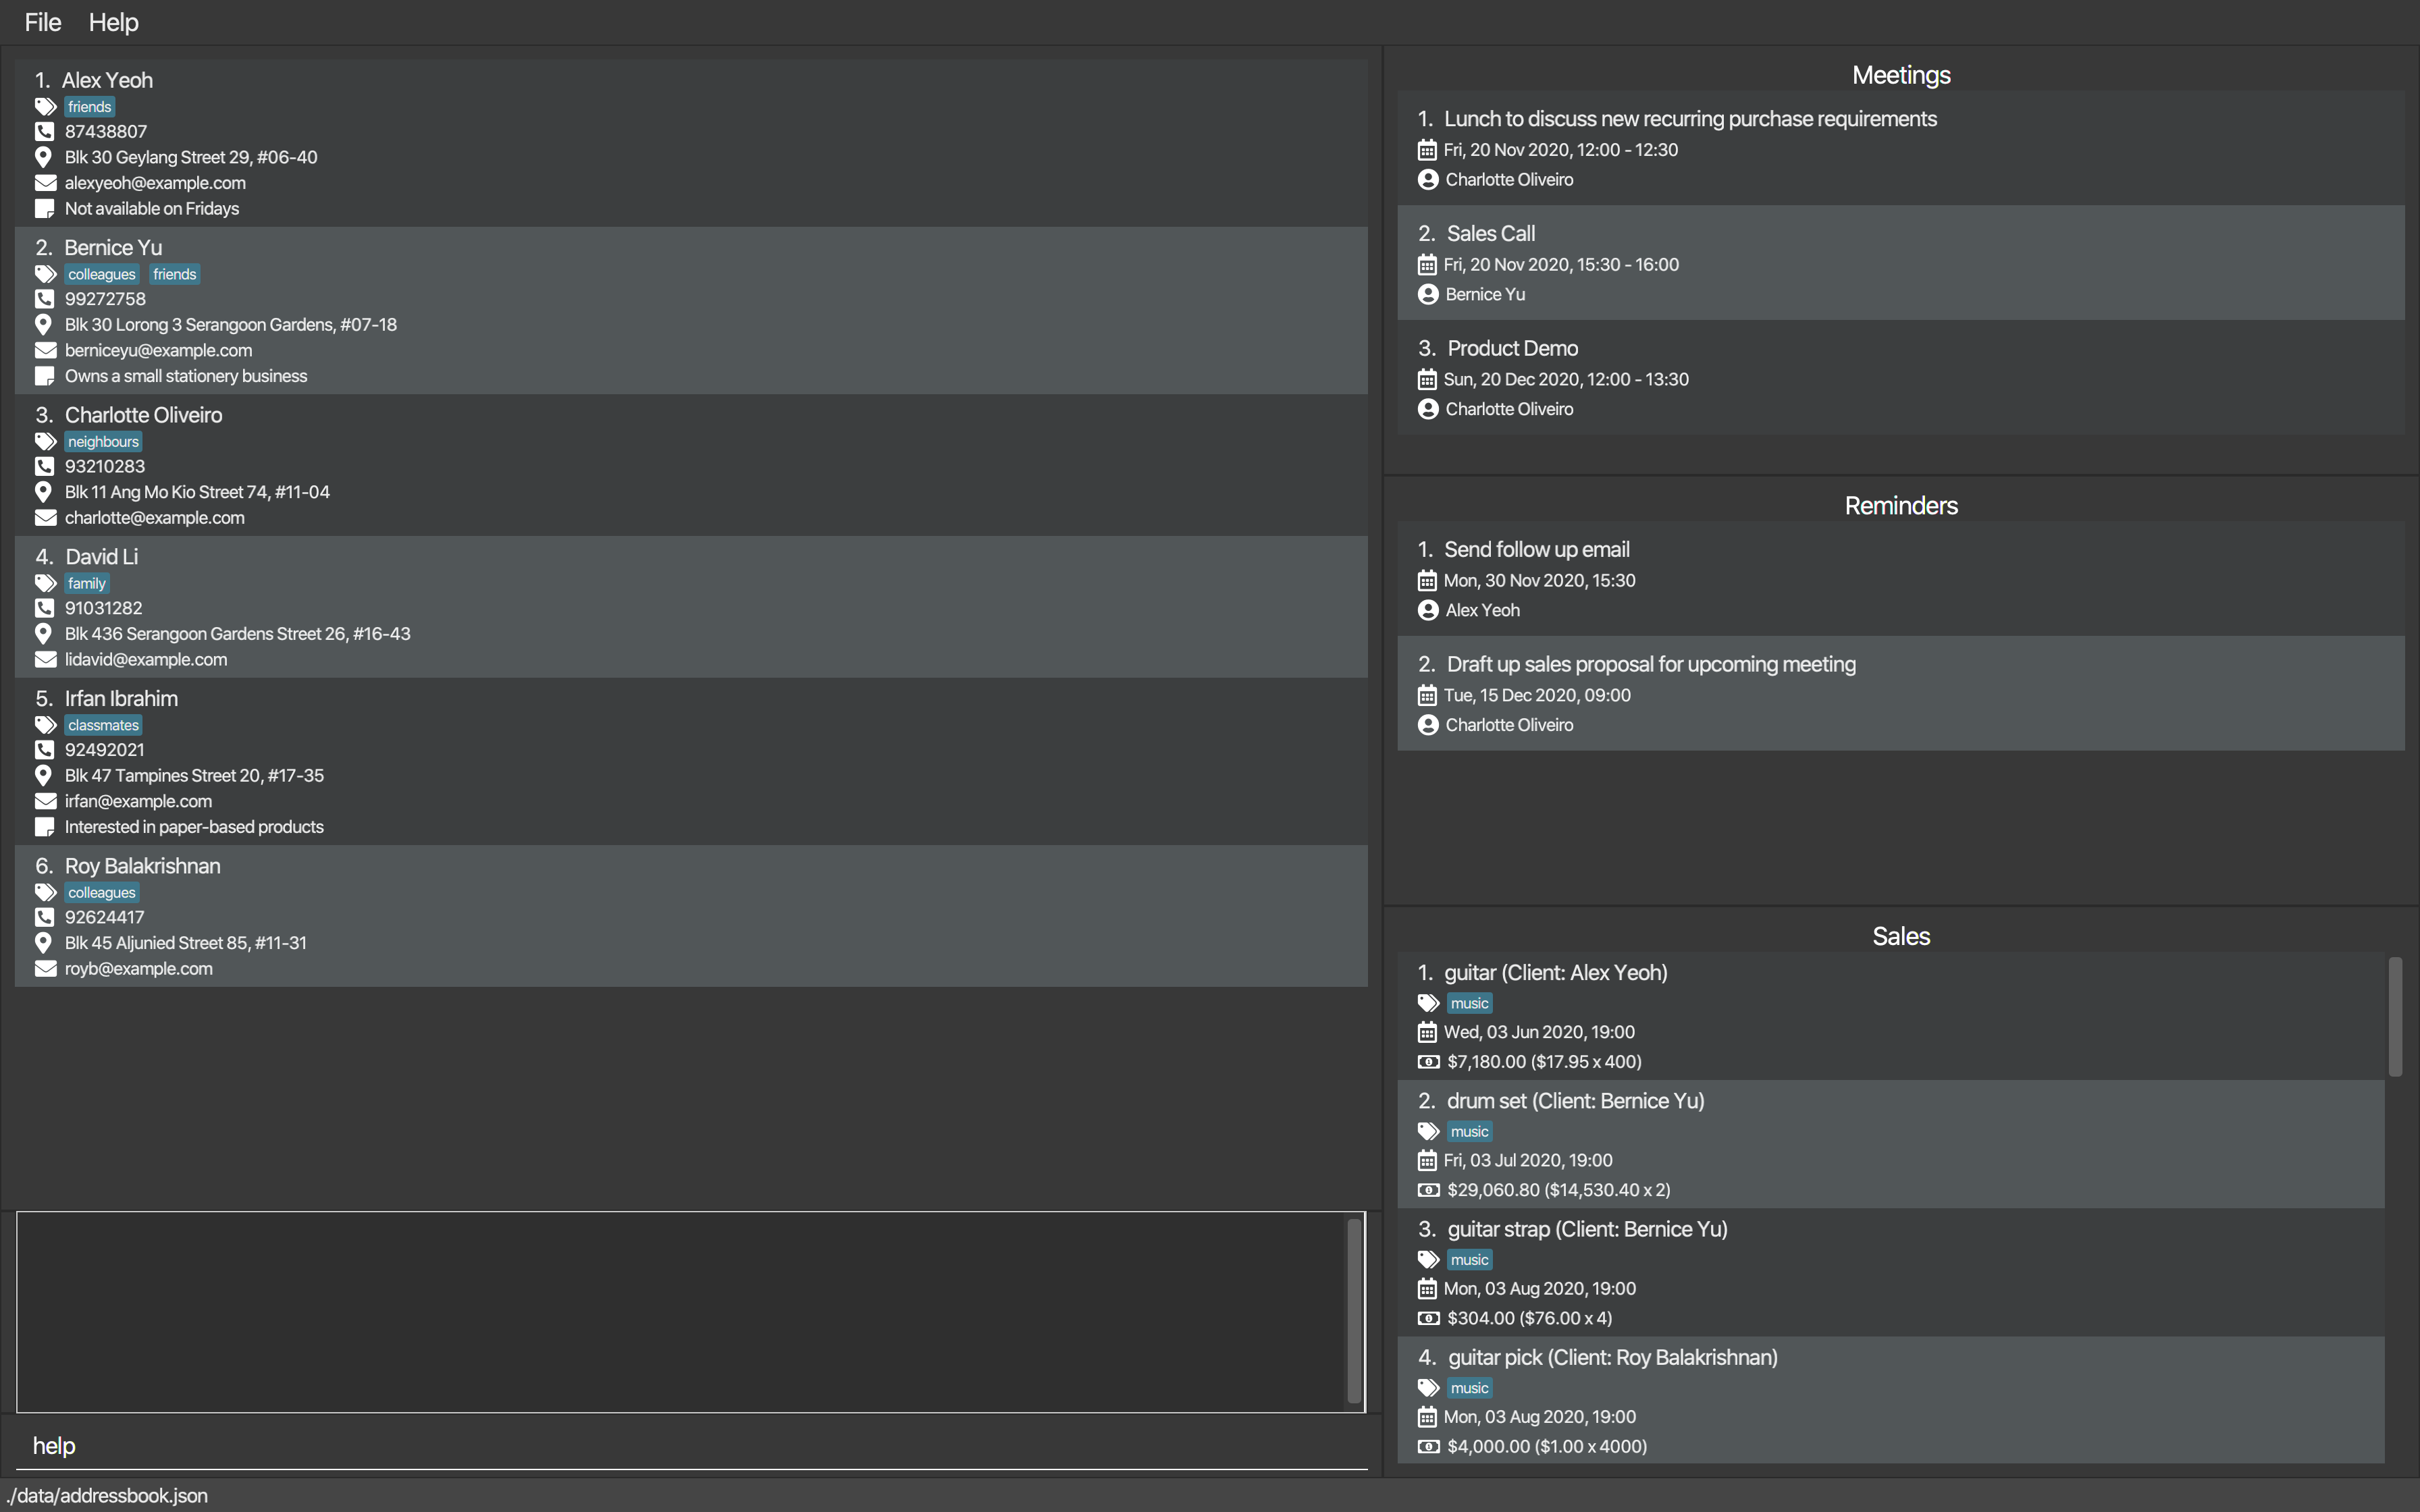 File Help
1. Alex Yeoh
friends
87438807
Blk 30 Geylang Street 29, #06-40
alexyeoh@example.com
Not available on Fridays
2. Bernice Yu
colleagues friends
99272758
Blk 30 Lorong 3 Serangoon Gardens, #07-18
berniceyu@example.com
Owns a small stationery business
3. Charlotte Oliveiro
neighbours
93210283
Blk 11 Ang Mo Kio Street 74, #11-04
charlotte@example.com
4. David Li
family
91031282
Blk 436 Serangoon Gardens Street 26, #16-43
lidavid@example.com
5. Irfan Ibrahim
classmates
92492021
Blk 47 Tampines Street 20, #17-35
irfan@example.com
Interested in paper-based products
6. Roy Balakrishnan
colleagues
92624417
Blk 45 Aljunied Street 85, #11-31
royb@example.com
help
./data/addressbook.json
Meetings
1. Lunch to discuss new recurring purchase requirements
Fri, 20 Nov 2020, 12:00 - 12:30
Charlotte Oliveiro
2. Sales Call
Fri, 20 Nov 2020, 15:30 - 16:00
Bernice Yu
3. Product Demo
Sun, 20 Dec 2020, 12:00 - 13:30
Charlotte Oliveiro
Reminders
1. Send follow up email
Mon, 30 Nov 2020, 15:30
Alex Yeoh
2. Draft up sales proposal for upcoming meeting
Tue, 15 Dec 2020, 09:00
Charlotte Oliveiro
Sales
1. guitar (Client: Alex Yeoh)
music
Wed, 03 Jun 2020, 19:00
$7,180.00 ($17.95 x 400)
2. drum set (Client: Bernice Yu)
music
Fri, 03 Jul 2020, 19:00
$29,060.80 ($14,530.40 x 2)
3. guitar strap (Client: Bernice Yu)
music
Mon, 03 Aug 2020, 19:00
$304.00 ($76.00 x 4)
4. guitar pick (Client: Roy Balakrishnan)
music
Mon, 03 Aug 2020, 19:00
$4,000.00 ($1.00 x 4000)